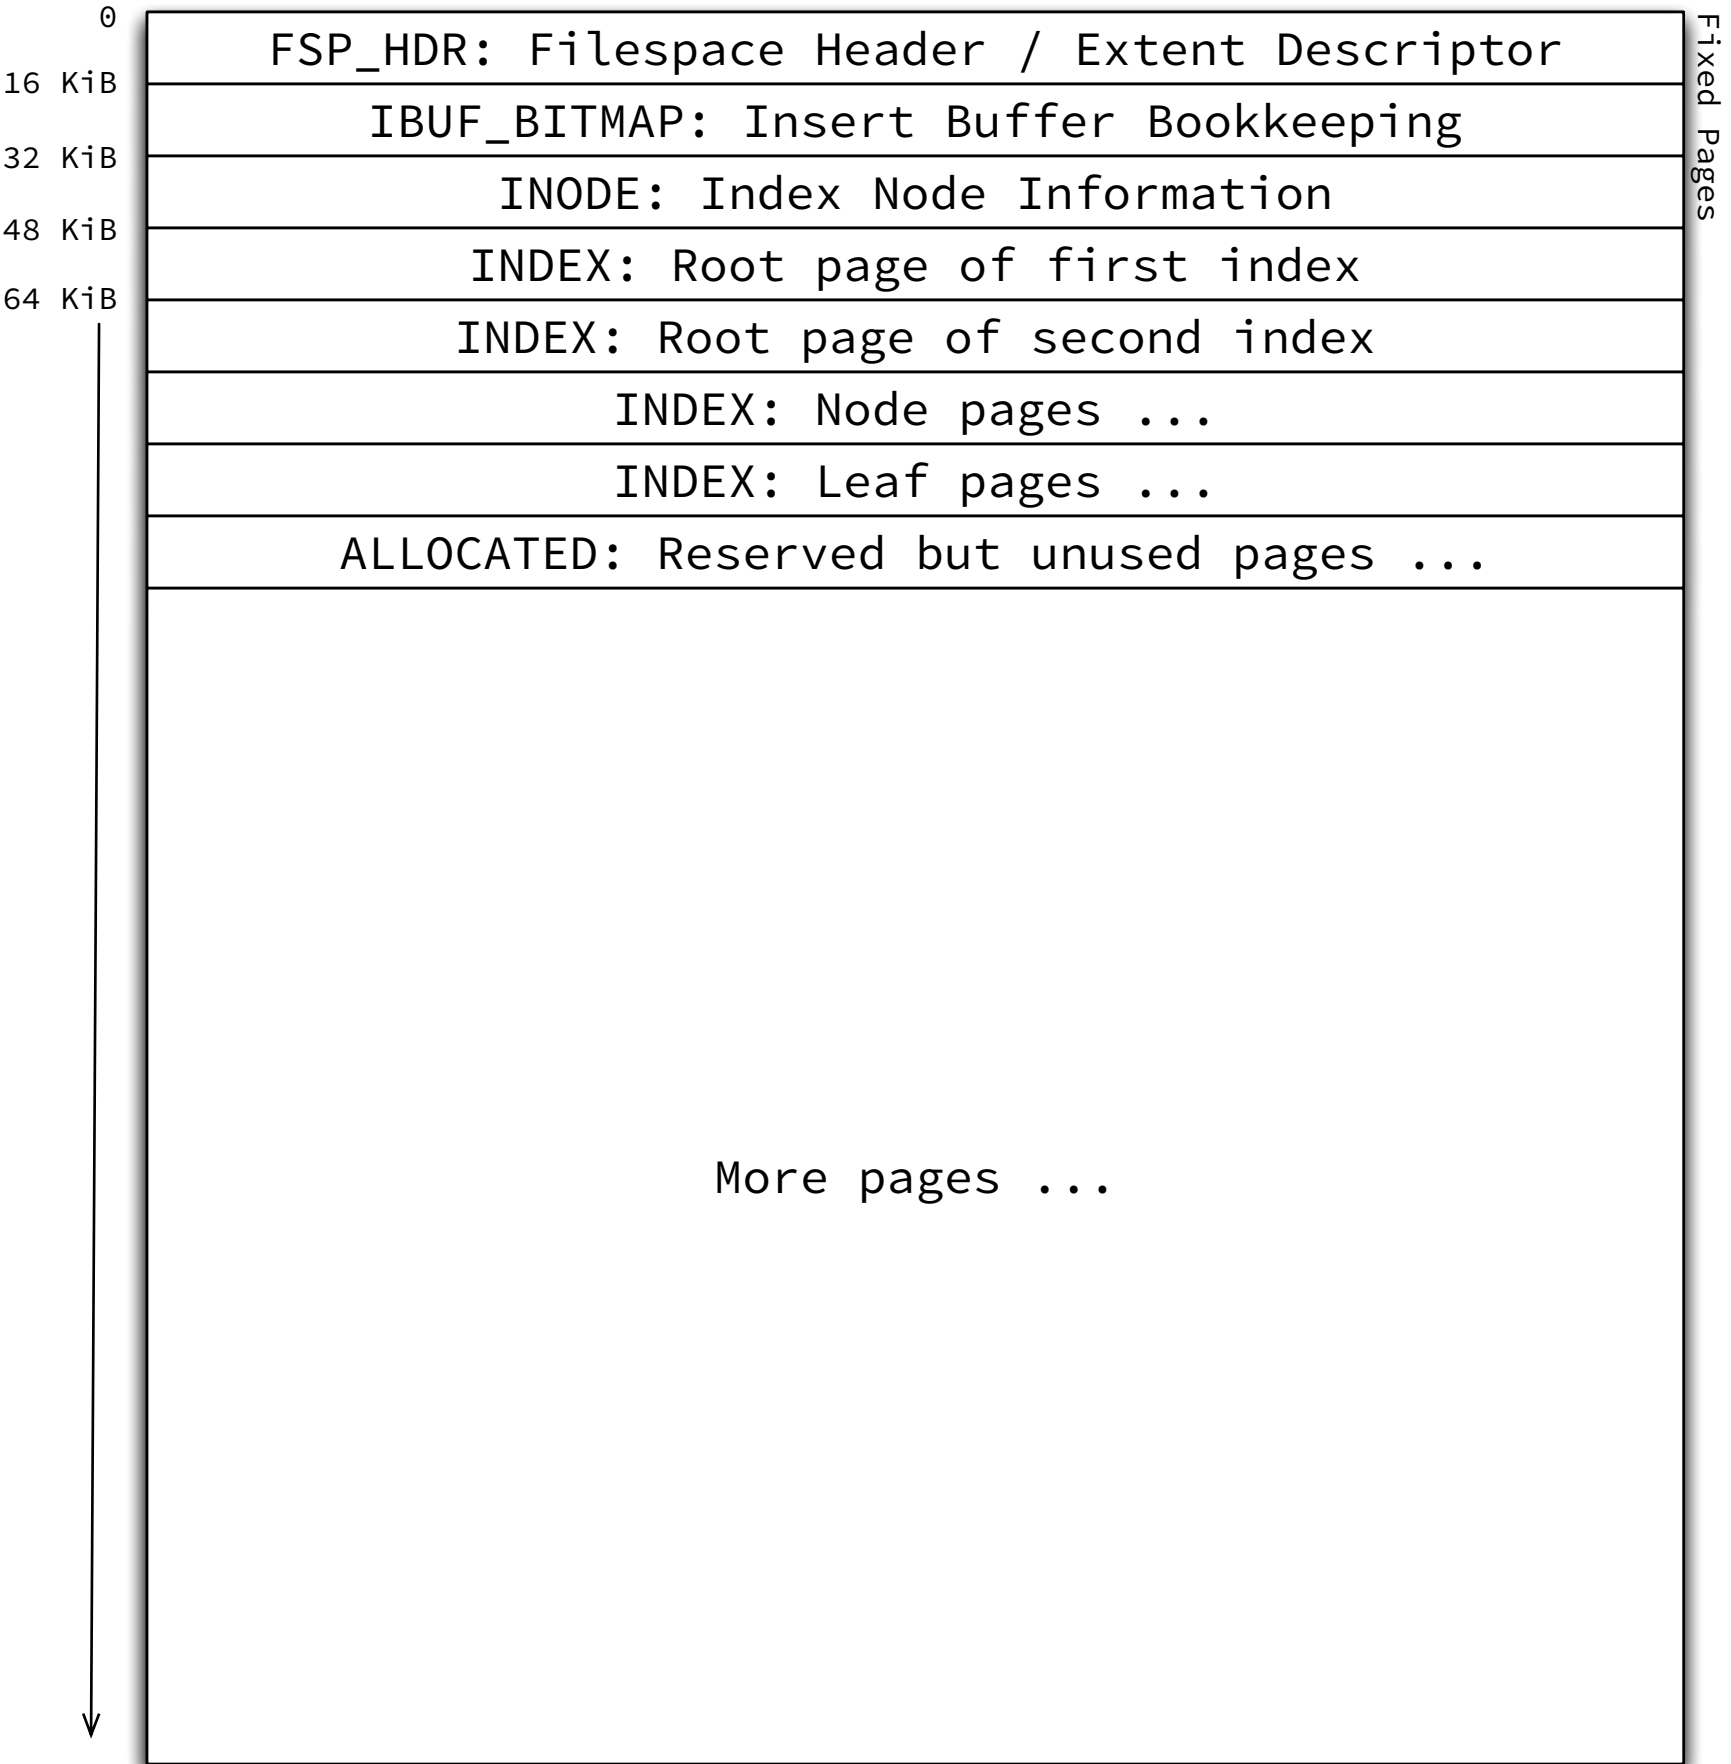 0
FSP_HDR: Filespace Header / Extent Descriptor
16 KiB
IBUF_BITMAP: Insert Buffer Bookkeeping
32 KiB
INODE: Index Node Information
48 KiB
INDEX: Root page of first index
64 KiB
INDEX: Root page of second index
INDEX: Node pages ...
INDEX: Leaf pages ...
ALLOCATED: Reserved but unused pages ...
More pages ...
Fixed Pages